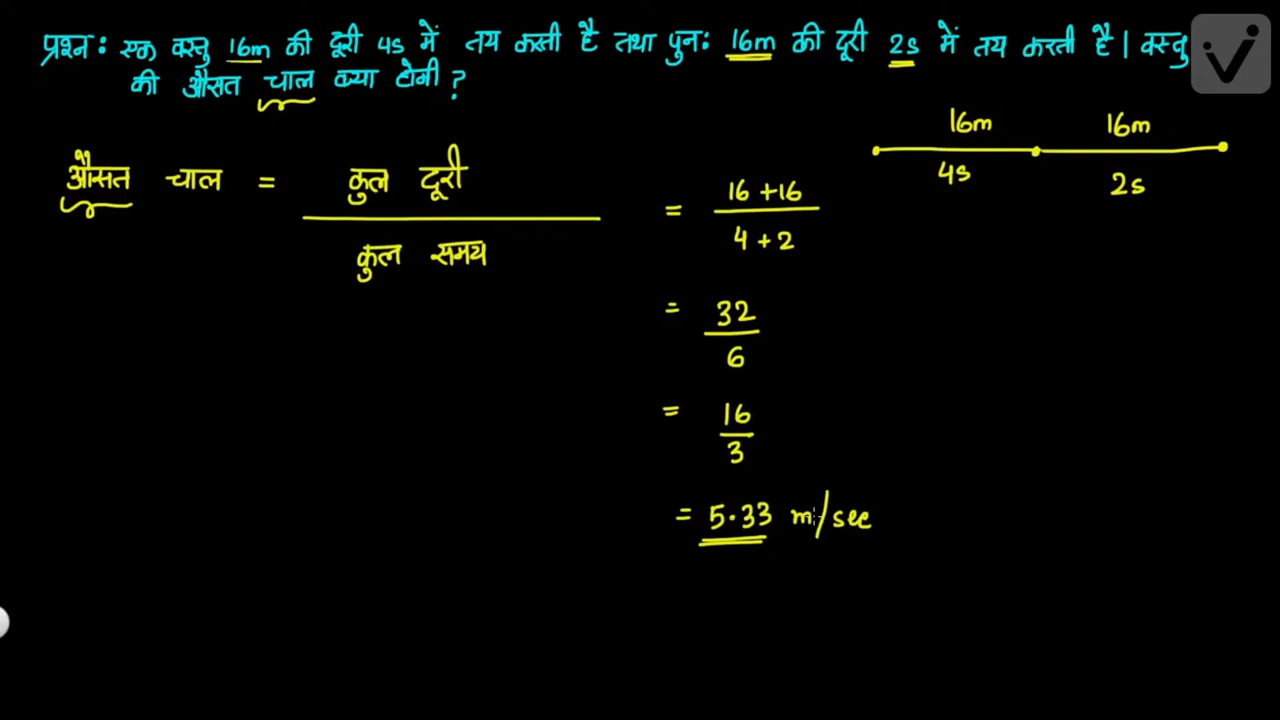 प्रश्न: एक वस्तु 16m की दूरी 4s में तय करती है तथा पुन: 16m की दूरी 2s में तय करती है। वस्तु
की औसत चाल क्या होगी ?
16m 16m
4s 2s
औसत चाल = कुल दूरी
कुल समय
= 16 + 16
4 + 2
= 32
6
= 16
3
= 5.33 m/sec